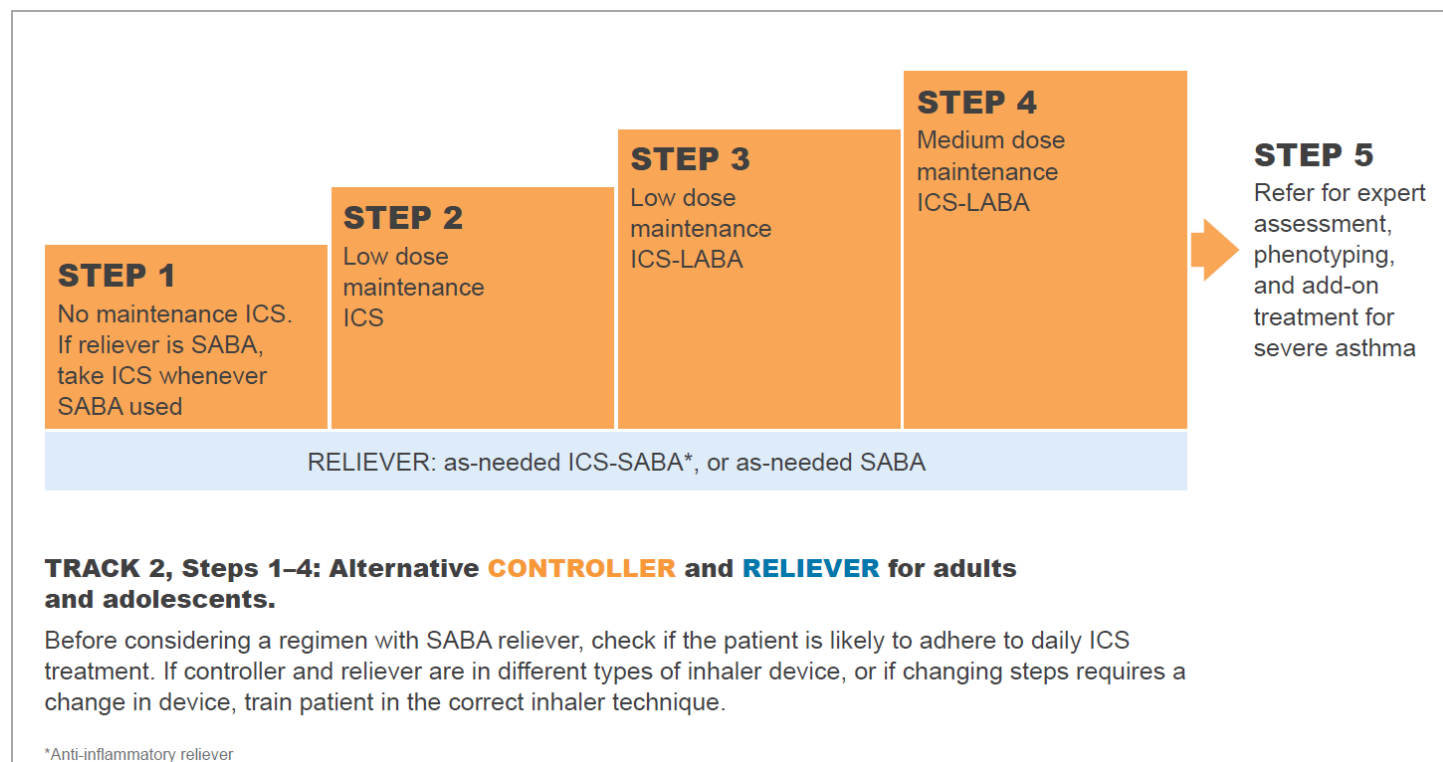 STEP 1
No maintenance ICS.
If reliever is SABA,
take ICS whenever
SABA used
STEP 2
Low dose
maintenance
ICS
STEP 3
Low dose
maintenance
ICS-LABA
STEP 4
Medium dose
maintenance
ICS-LABA
STEP 5
Refer for expert
assessment,
phenotyping,
and add-on
treatment for
severe asthma
RELIEVER: as-needed ICS-SABA*, or as-needed SABA
TRACK 2, Steps 1–4: Alternative CONTROLLER and RELIEVER for adults
and adolescents.
Before considering a regimen with SABA reliever, check if the patient is likely to adhere to daily ICS
treatment. If controller and reliever are in different types of inhaler device, or if changing steps requires a
change in device, train patient in the correct inhaler technique.
*Anti-inflammatory reliever